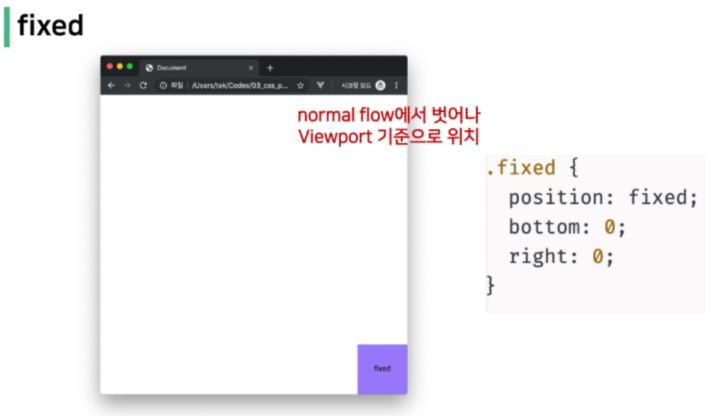 fixed
Document
파일 | /Users/tak/Codes/03_css_p... 시크릿 모드
normal flow에서 벗어나
Viewport 기준으로 위치
.fixed {
position: fixed;
bottom: 0;
right: 0;
}
fixed